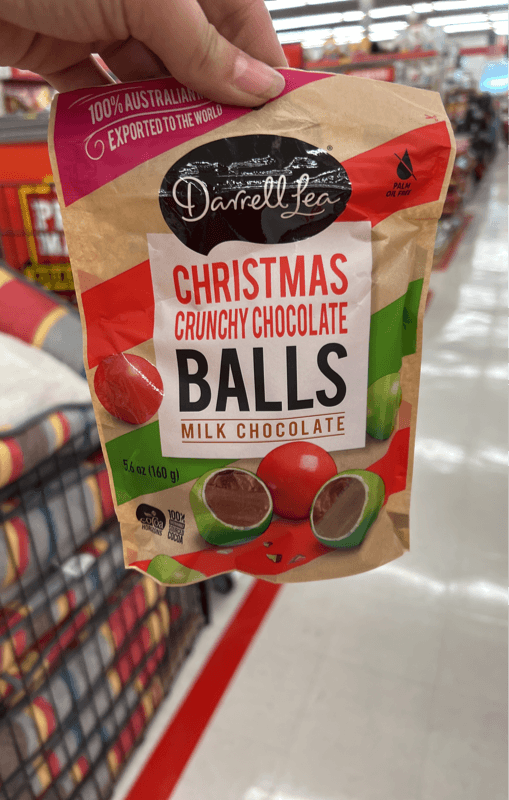 100% AUSTRALIAN
EXPORTED TO THE WORLD
Darrell Lea
PALM
OIL FREE
CHRISTMAS
CRUNCHY CHOCOLATE
BALLS
MILK CHOCOLATE
5.6 oz (160 g)
100%
COCOA